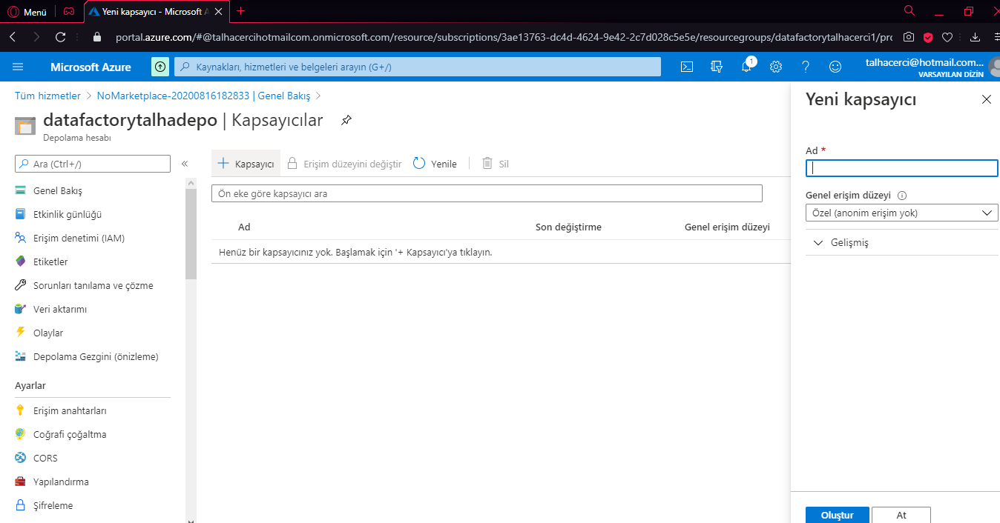 Menü
Yeni kapsayıcı - Microsoft A
portal.azure.com/#@talhacercihotmailcom.onmicrosoft.com/resource/subscriptions/3ae13763-dc4d-4624-9e42-2c7d028c5e5e/resourcegroups/datafactorytalhacerci1/pro
Microsoft Azure
Kaynakları, hizmetleri ve belgeleri arayın (G+/)
1
talhacerci@hotmail.com...
VARSAYILAN DİZİN
Tüm hizmetler > NoMarketplace-20200816182833 | Genel Bakış >
datafactorytalhadepo | Kapsayıcılar
Depolama hesabı
Ara (Ctrl+/)
«
Genel Bakış
Etkinlik günlüğü
Erişim denetimi (IAM)
Etiketler
Sorunları tanılama ve çözme
Veri aktarımı
Olaylar
Depolama Gezgini (önizleme)
Ayarlar
Erişim anahtarları
Coğrafi çoğaltma
CORS
Yapılandırma
Şifreleme
+ Kapsayıcı
Erişim düzeyini değiştir
Yenile
Sil
Ön eke göre kapsayıcı ara
Ad Son değiştirme Genel erişim düzeyi
Henüz bir kapsayıcınız yok. Başlamak için '+ Kapsayıcı'ya tıklayın.
Yeni kapsayıcı
Ad *
Genel erişim düzeyi
Özel (anonim erişim yok)
Gelişmiş
Oluştur
At